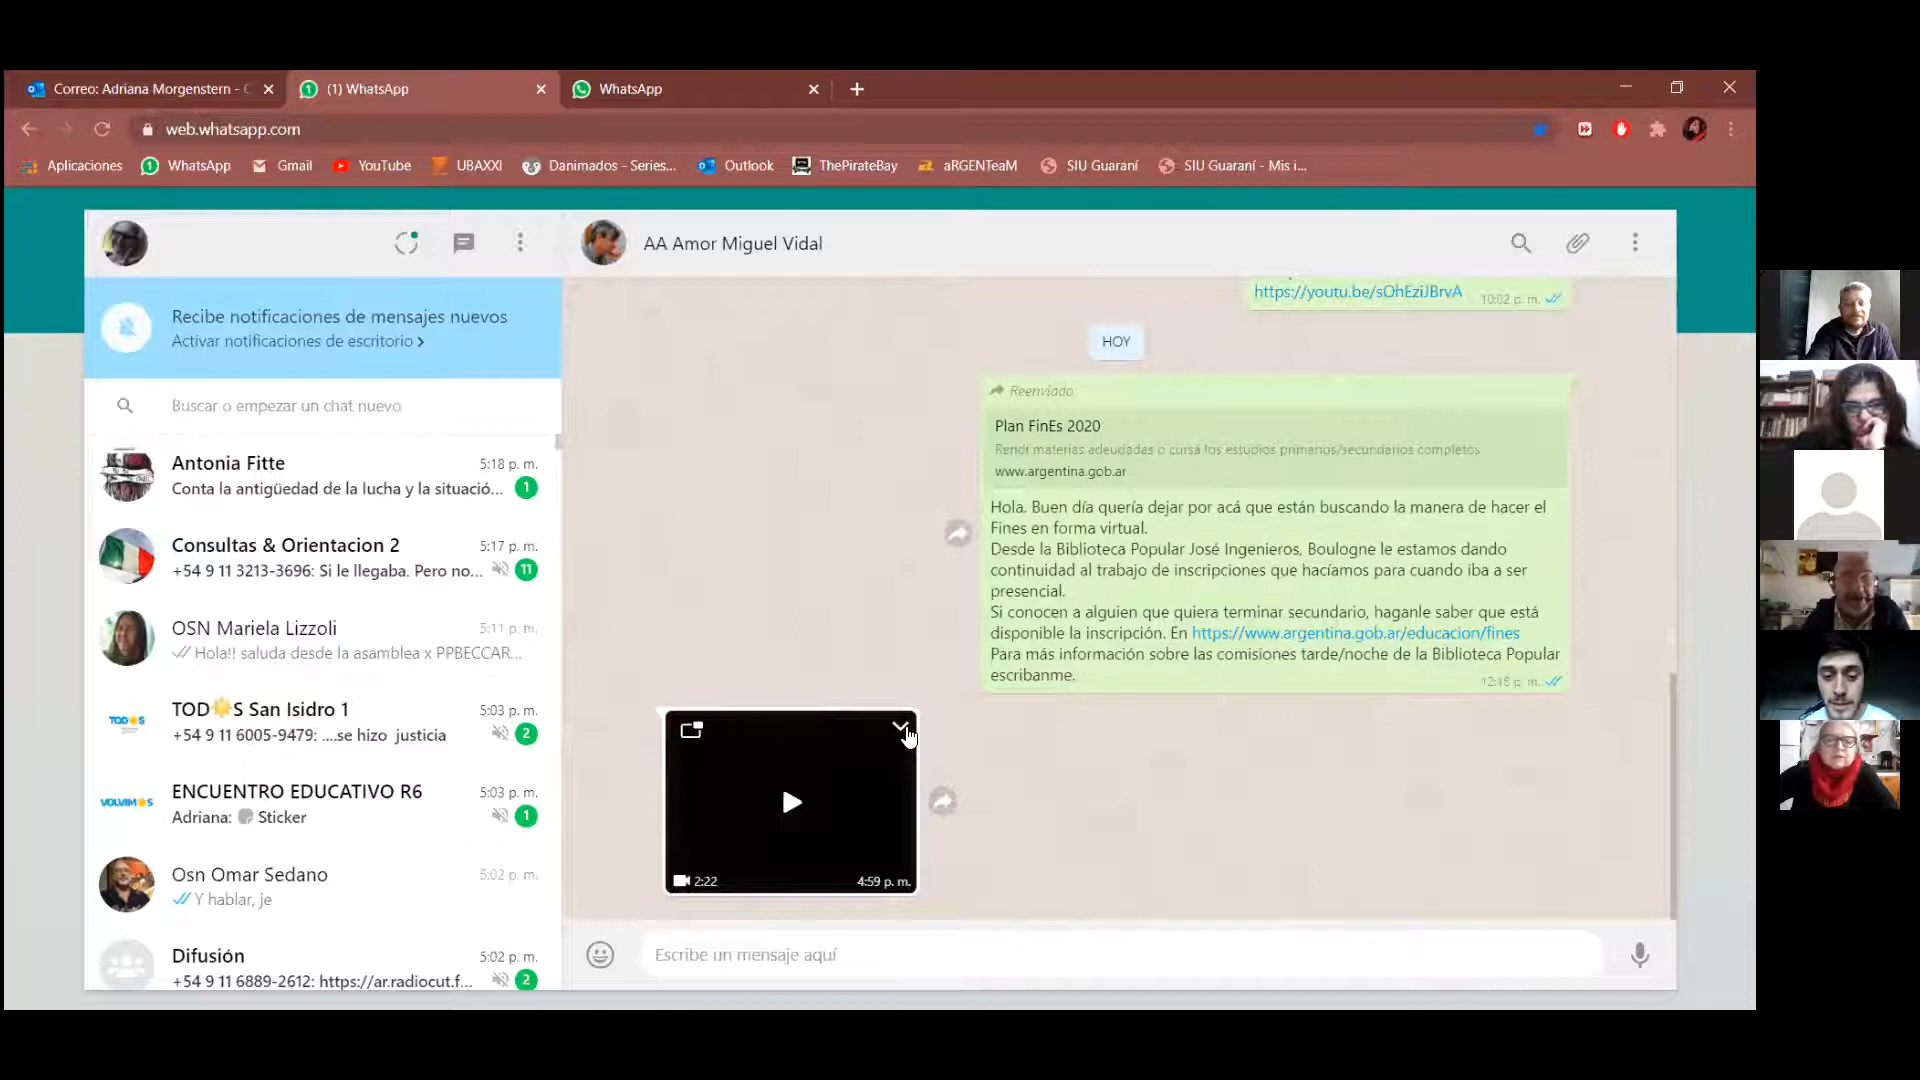 Correo: Adriana Morgenstern -
(1) WhatsApp
WhatsApp
web.whatsapp.com
Aplicaciones
WhatsApp
Gmail
YouTube
UBAXXI
Danimados - Series...
Outlook
ThePirateBay
aRGENTeaM
SIU Guaraní
SIU Guaraní - Mis i...
AA Amor Miguel Vidal
Recibe notificaciones de mensajes nuevos
Activar notificaciones de escritorio >
Buscar o empezar un chat nuevo
Antonia Fitte 5:18 p. m.
Conta la antigüedad de la lucha y la situació... 1
Consultas & Orientacion 2 5:17 p. m.
+54 9 11 3213-3696: Si le llegaba. Pero no... 11
OSN Mariela Lizzoli 5:11 p. m.
Hola!! saluda desde la asamblea x PPBECCAR...
TODOS
TOD☀️S San Isidro 1 5:03 p. m.
+54 9 11 6005-9479: ....se hizo justicia 2
VOLVIMOS
ENCUENTRO EDUCATIVO R6 5:03 p. m.
Adriana: Sticker 1
Osn Omar Sedano 5:02 p. m.
Y hablar, je
Difusión 5:02 p. m.
+54 9 11 6889-2612: https://ar.radiocut.f... 2
https://youtu.be/sOhEziJBrvA 10:02 p. m.
HOY
Reenviado
Plan FinEs 2020
Rendí materias adeudadas o cursá los estudios primarios/secundarios completos
www.argentina.gob.ar
Hola. Buen día quería dejar por acá que están buscando la manera de hacer el
Fines en forma virtual.
Desde la Biblioteca Popular José Ingenieros, Boulogne le estamos dando
continuidad al trabajo de inscripciones que hacíamos para cuando iba a ser
presencial.
Si conocen a alguien que quiera terminar secundario, haganle saber que está
disponible la inscripción. En https://www.argentina.gob.ar/educacion/fines
Para más información sobre las comisiones tarde/noche de la Biblioteca Popular
escribanme.
12:18 p. m.
2:22 4:59 p. m.
Escribe un mensaje aquí